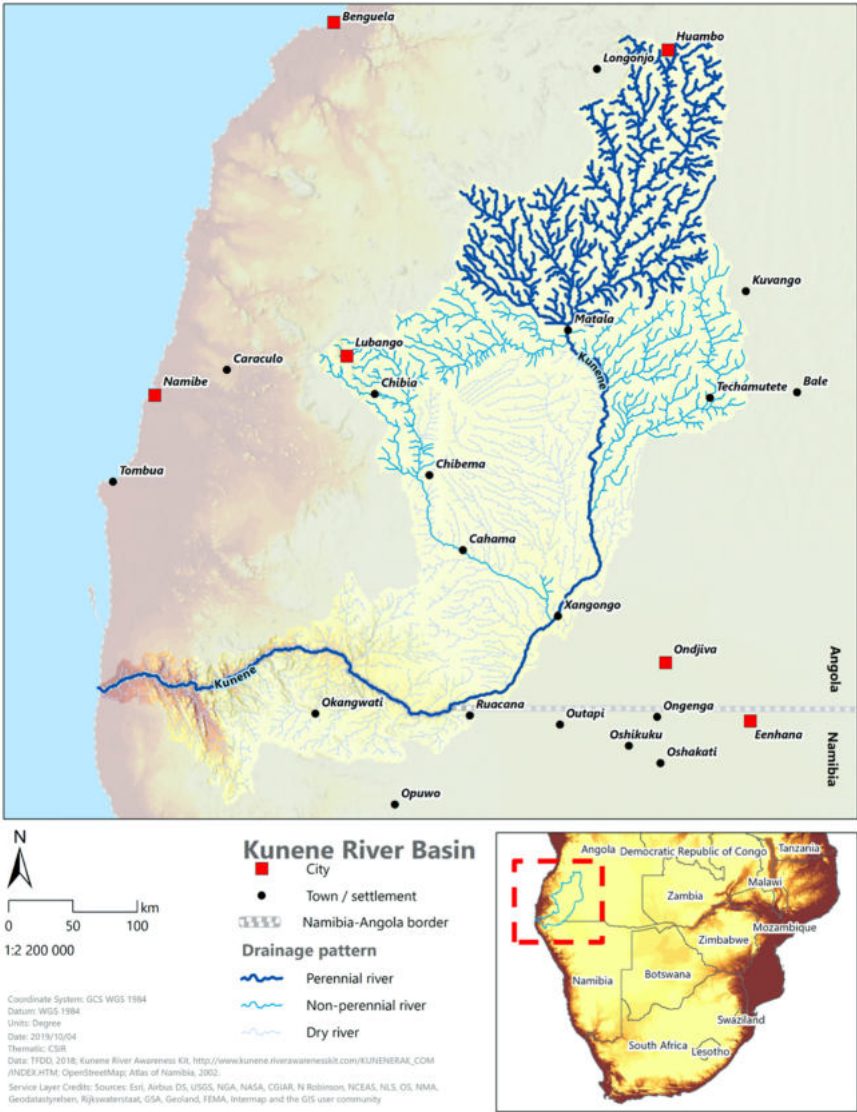 Benguela
Huambo
Longonjo
Kuvango
Matala
Lubango
Caraculo
Kunene
Namibe
Chibia
Techamutete
Bale
Chibema
Tombua
Cahama
Xangongo
Ondjiva
Angola
Kunene
Okangwati
Ruacana
Outapi
Ongenga
Eenhana
Oshikuku
Oshakati
Namibia
Opuwo
N
0 50 100
km
1:2 200 000
Kunene River Basin
City
Town / settlement
Namibia-Angola border
Drainage pattern
Perennial river
Non-perennial river
Dry river
Coordinate System: GCS WGS 1984
Datum: WGS 1984
Units: Degree
Date: 2019/10/04
Thematic: CSIR
Data: TFDD, 2018; Kunene River Awareness Kit, http://www.kunene.riverawarenesskit.com/KUNENERAK_COM
/INDEX.HTM; OpenStreetMap; Atlas of Namibia, 2002.
Service Layer Credits: Sources: Esri, Airbus DS, USGS, NGA, NASA, CGIAR, N Robinson, NCEAS, NLS, OS, NMA,
Geodatastyrelsen, Rijkswaterstaat, GSA, Geoland, FEMA, Intermap and the GIS user community
Angola
Democratic Republic of Congo
Tanzania
Malawi
Zambia
Mozambique
Zimbabwe
Namibia
Botswana
Swaziland
South Africa
Lesotho